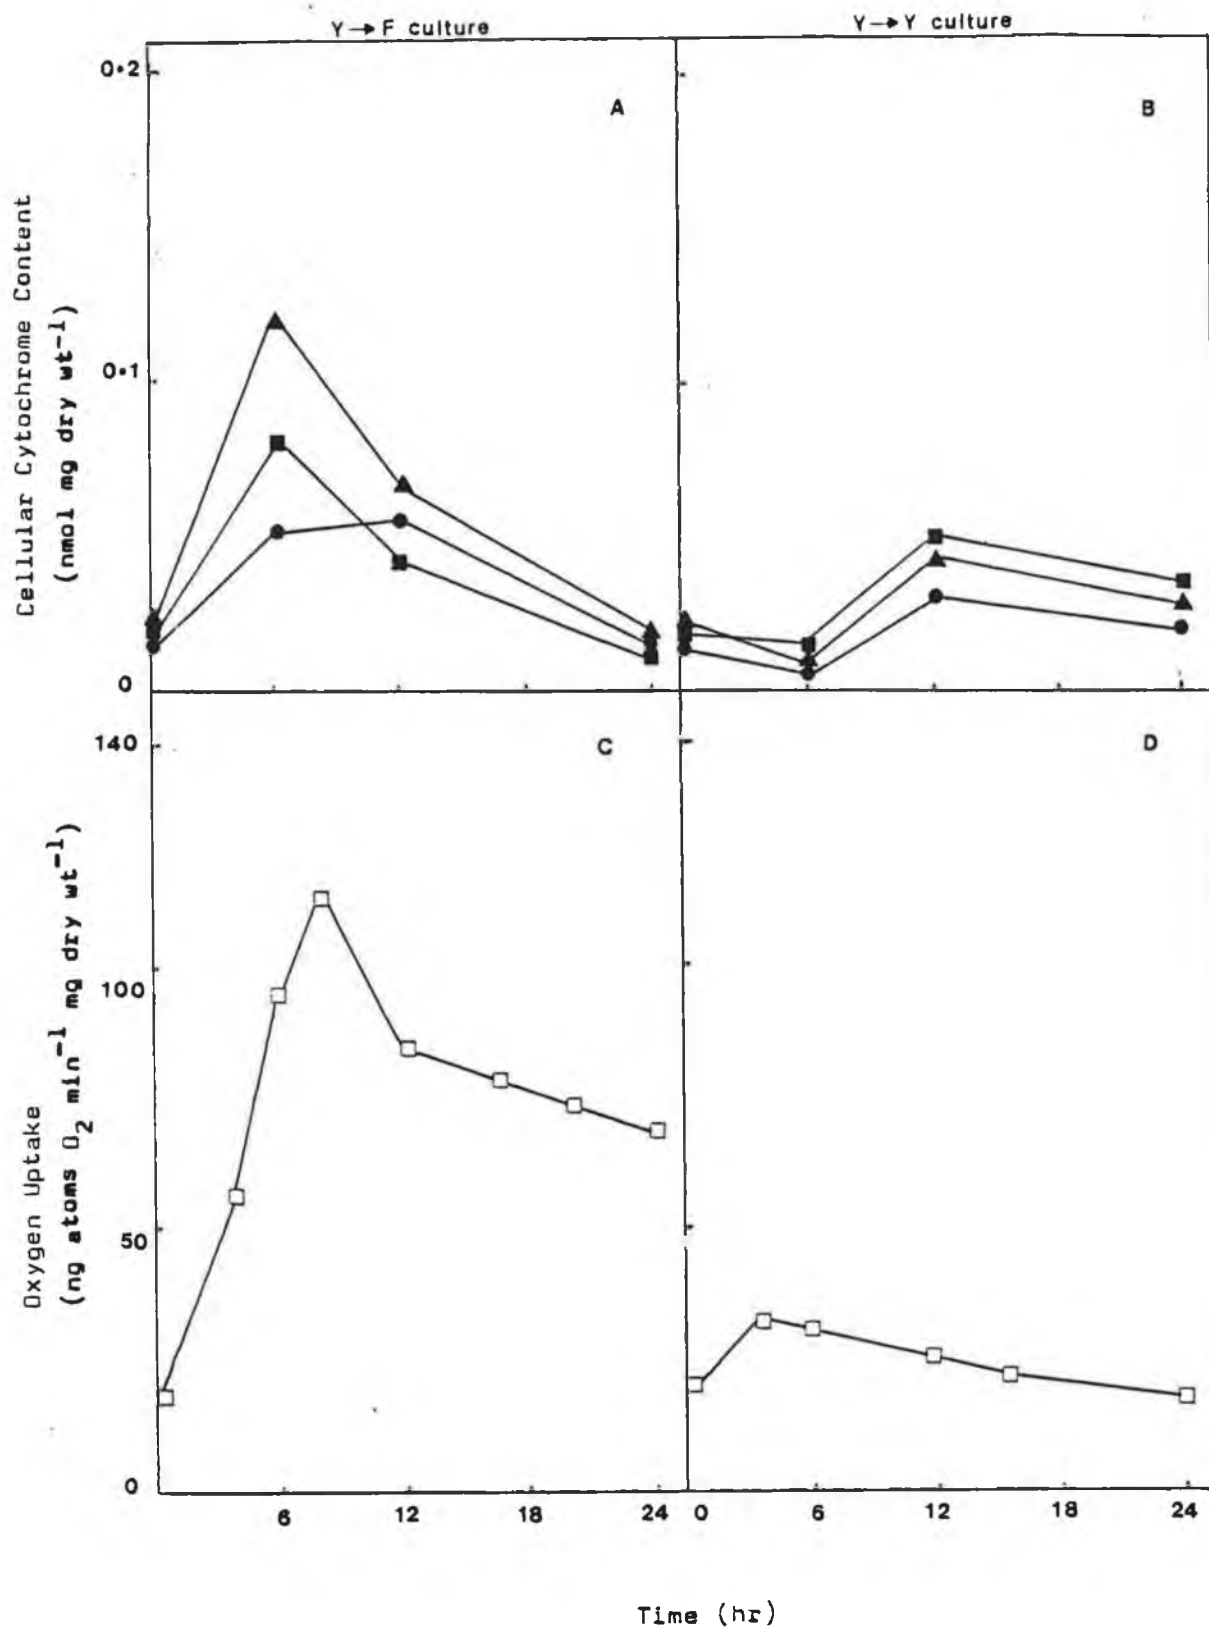 Y→F culture
Y→Y culture
0.2
A
B
Cellular Cytochrome Content
(nmol mg dry wt⁻¹)
0.1
0
140
C
D
Oxygen Uptake
(ng atoms O₂ min⁻¹ mg dry wt⁻¹)
100
50
0
6
12
18
24
0
6
12
18
24
Time (hr)